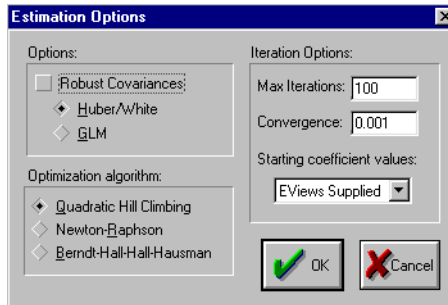 Estimation Options
Options:
Robust Covariances
Huber/White
GLM
Optimization algorithm:
Quadratic Hill Climbing
Newton-Raphson
Berndt-Hall-Hall-Hausman
Iteration Options:
Max Iterations: 100
Convergence: 0.001
Starting coefficient values:
EViews Supplied
OK
Cancel